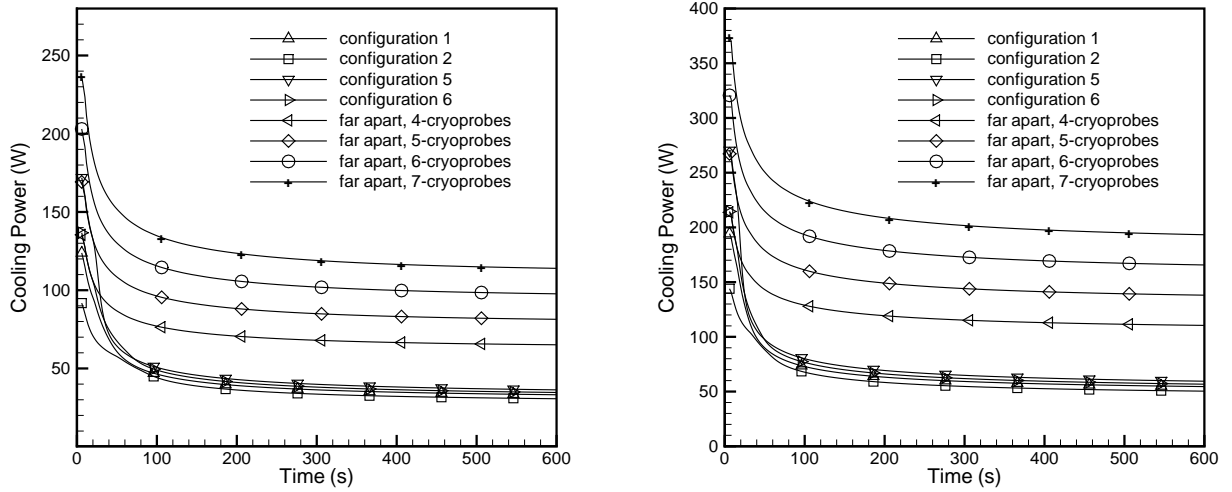 Cooling Power (W)
250
200
150
100
50
configuration 1
configuration 2
configuration 5
configuration 6
far apart, 4-cryoprobes
far apart, 5-cryoprobes
far apart, 6-cryoprobes
far apart, 7-cryoprobes
0 100 200 300 400 500 600
Time (s)
Cooling Power (W)
400
350
300
250
200
150
100
50
0
configuration 1
configuration 2
configuration 5
configuration 6
far apart, 4-cryoprobes
far apart, 5-cryoprobes
far apart, 6-cryoprobes
far apart, 7-cryoprobes
0 100 200 300 400 500 600
Time (s)